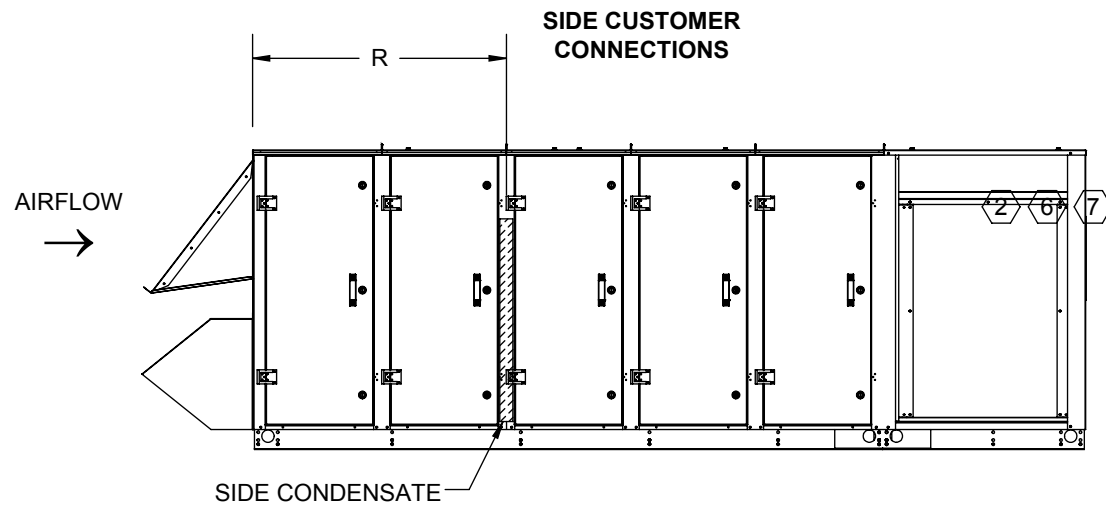 SIDE CUSTOMER
CONNECTIONS
R
AIRFLOW
2 6 7
SIDE CONDENSATE